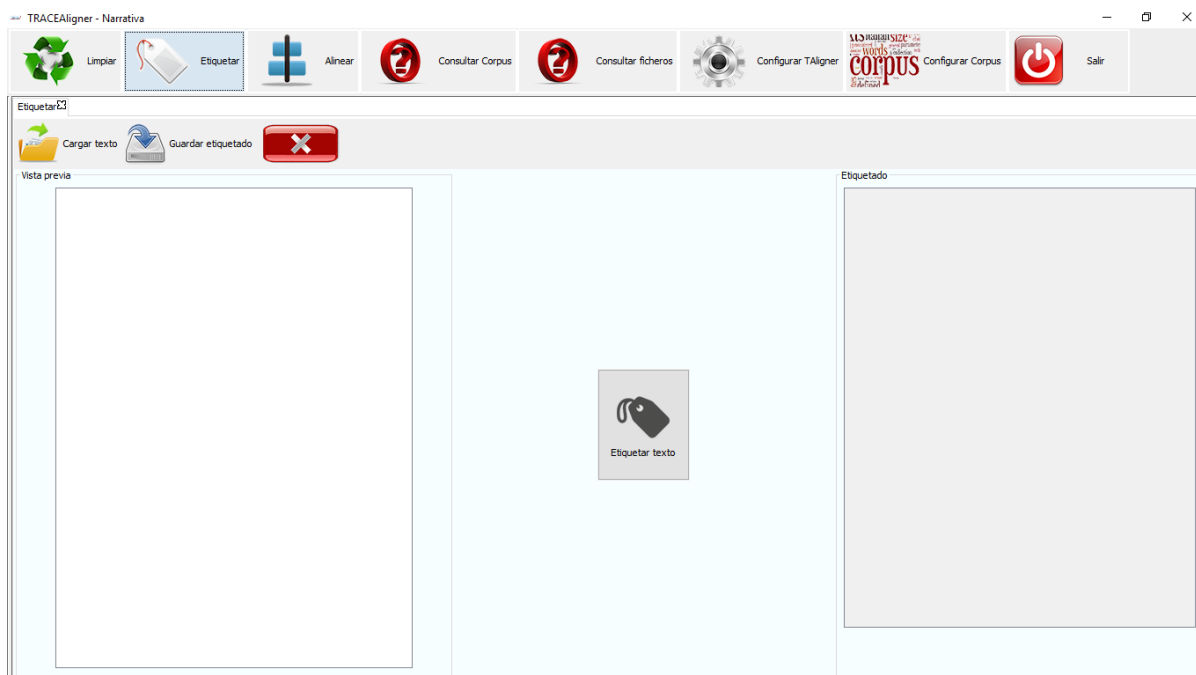 TRACEAligner - Narrativa
Limpiar
Etiquetar
Alinear
Consultar Corpus
Consultar ficheros
Configurar TAligner
words
corpus
Configurar Corpus
Salir
Etiquetar
Cargar texto
Guardar etiquetado
Vista previa
Etiquetado
Etiquetar texto